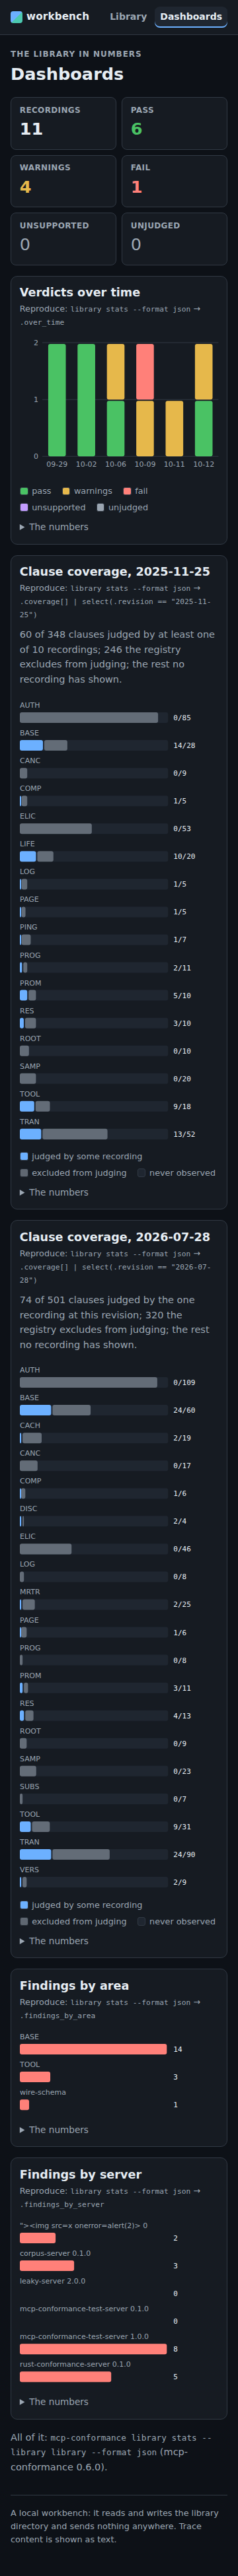 workbench Library Dashboards
THE LIBRARY IN NUMBERS
Dashboards
RECORDINGS
11
PASS
6
WARNINGS
4
FAIL
1
UNSUPPORTED
0
UNJUDGED
0
Verdicts over time
Reproduce: library stats --format json →
.over_time
2
1
0
09-29 10-02 10-06 10-09 10-11 10-12
pass warnings fail
unsupported unjudged
▶ The numbers
Clause coverage, 2025-11-25
Reproduce: library stats --format json →
.coverage[] | select(.revision == "2025-11-
25")
60 of 348 clauses judged by at least one
of 10 recordings; 246 the registry
excludes from judging; the rest no
recording has shown.
AUTH
0/85
BASE
14/28
CANC
0/9
COMP
1/5
ELIC
0/53
LIFE
10/20
LOG
1/5
PAGE
1/5
PING
1/7
PROG
2/11
PROM
5/10
RES
3/10
ROOT
0/10
SAMP
0/20
TOOL
9/18
TRAN
13/52
judged by some recording
excluded from judging never observed
▶ The numbers
Clause coverage, 2026-07-28
Reproduce: library stats --format json →
.coverage[] | select(.revision == "2026-07-
28")
74 of 501 clauses judged by the one
recording at this revision; 320 the
registry excludes from judging; the rest
no recording has shown.
AUTH
0/109
BASE
24/60
CACH
2/19
CANC
0/17
COMP
1/6
DISC
2/4
ELIC
0/46
LOG
0/8
MRTR
2/25
PAGE
1/6
PROG
0/8
PROM
3/11
RES
4/13
ROOT
0/9
SAMP
0/23
SUBS
0/7
TOOL
9/31
TRAN
24/90
VERS
2/9
judged by some recording
excluded from judging never observed
▶ The numbers
Findings by area
Reproduce: library stats --format json →
.findings_by_area
BASE
14
TOOL
3
wire-schema
1
▶ The numbers
Findings by server
Reproduce: library stats --format json →
.findings_by_server
"><img src=x onerror=alert(2)> 0
2
corpus-server 0.1.0
3
leaky-server 2.0.0
0
mcp-conformance-test-server 0.1.0
0
mcp-conformance-test-server 1.0.0
8
rust-conformance-server 0.1.0
5
▶ The numbers
All of it: mcp-conformance library stats --
library library --format json (mcp-
conformance 0.6.0).
A local workbench: it reads and writes the library
directory and sends nothing anywhere. Trace
content is shown as text.